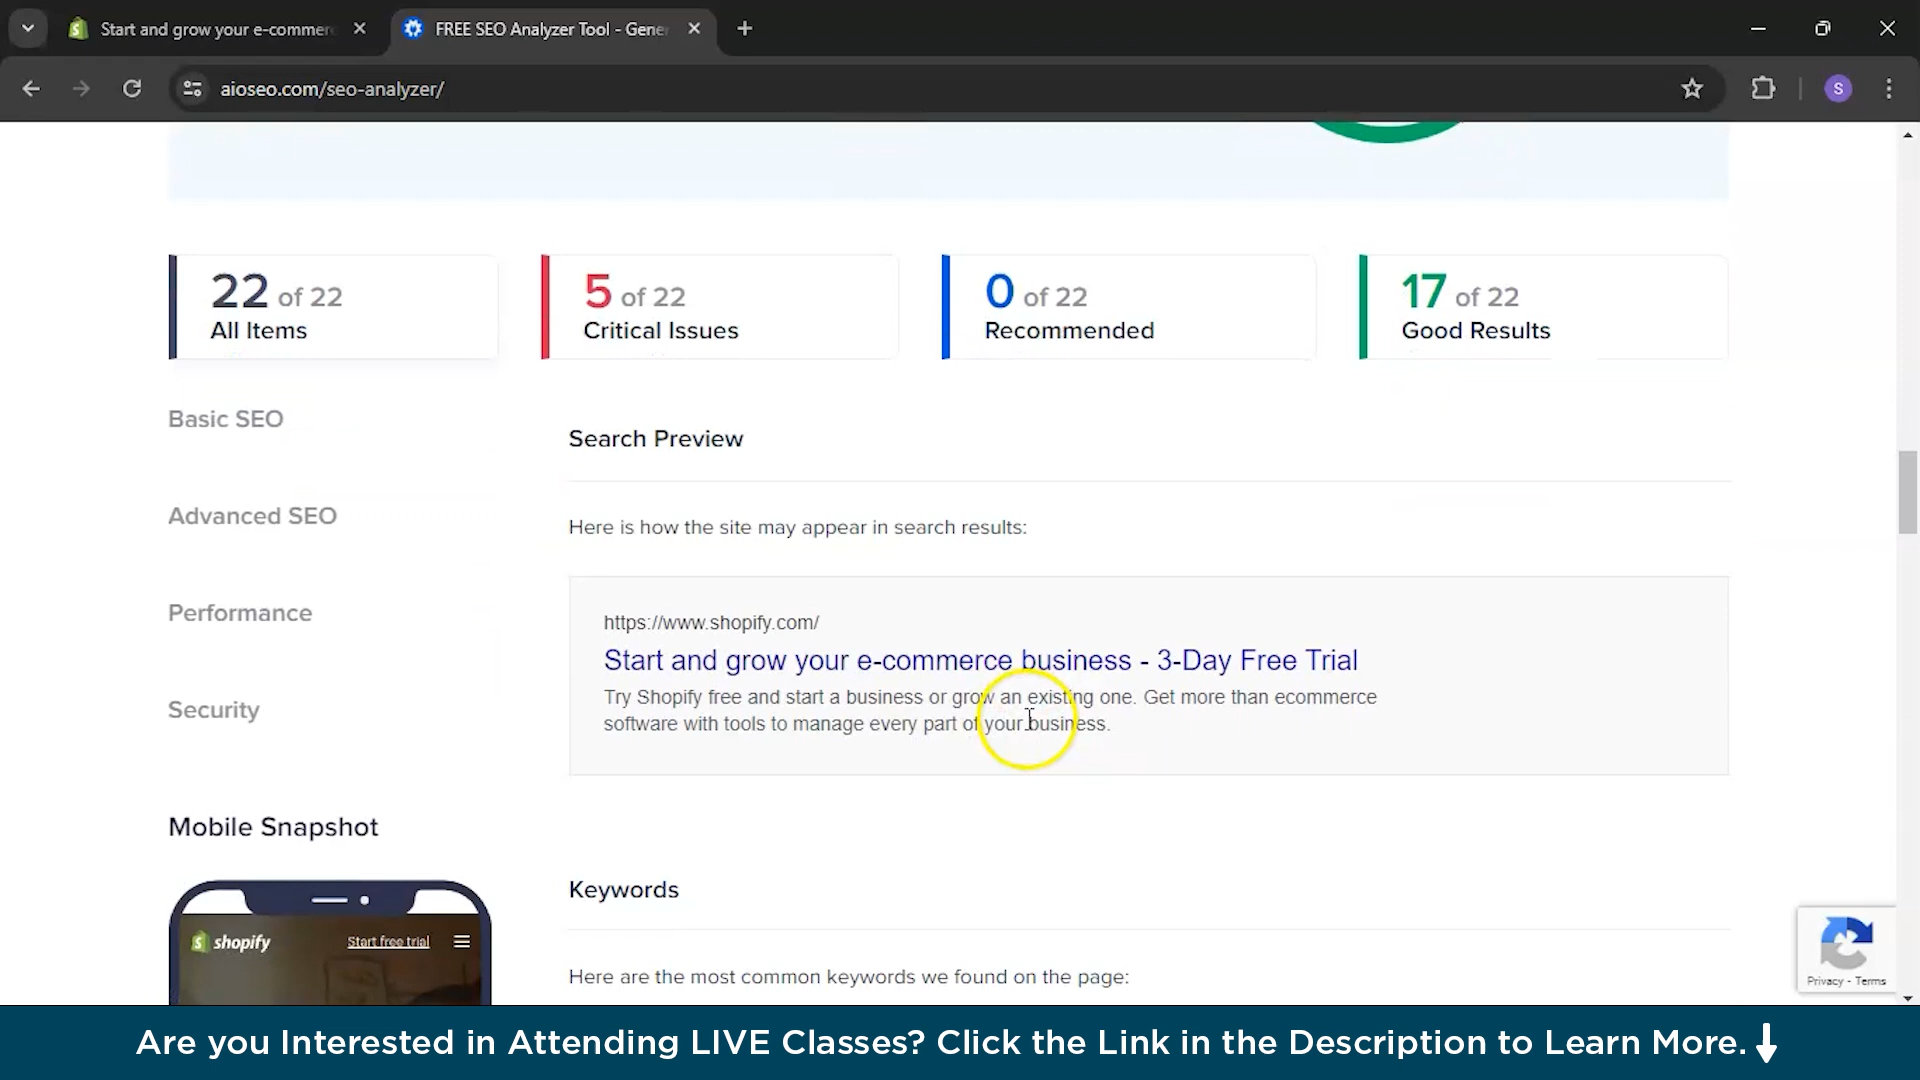 Start and grow your e-commer
FREE SEO Analyzer Tool - Gene
aioseo.com/seo-analyzer/
S
22 of 22
All Items
5 of 22
Critical Issues
0 of 22
Recommended
17 of 22
Good Results
Basic SEO
Advanced SEO
Performance
Security
Mobile Snapshot
shopify
Start free trial
Search Preview
Here is how the site may appear in search results:
https://www.shopify.com/
Start and grow your e-commerce business - 3-Day Free Trial
Try Shopify free and start a business or grow an existing one. Get more than ecommerce
software with tools to manage every part of your business.
Keywords
Here are the most common keywords we found on the page:
Privacy - Terms
Are you Interested in Attending LIVE Classes? Click the Link in the Description to Learn More.